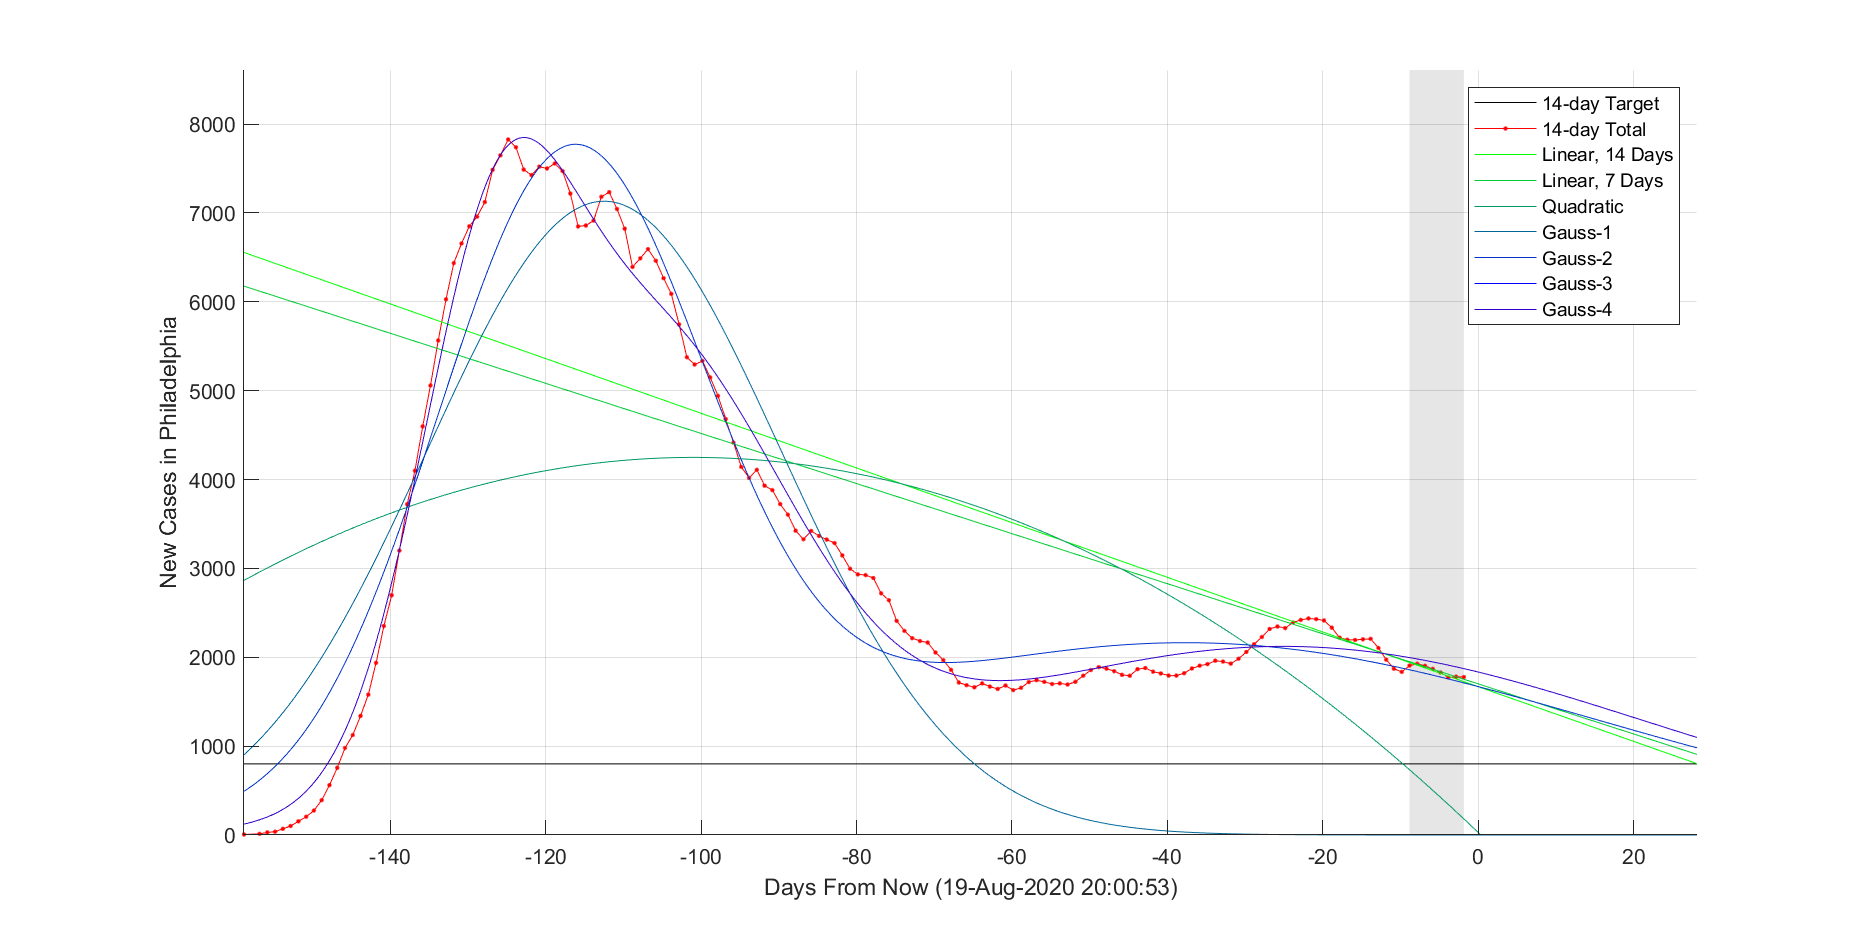 8000
7000
6000
5000
4000
3000
2000
1000
0
New Cases in Philadelphia
-140 -120 -100 -80 -60 -40 -20 0 20
Days From Now (19-Aug-2020 20:00:53)
14-day Target
14-day Total
Linear, 14 Days
Linear, 7 Days
Quadratic
Gauss-1
Gauss-2
Gauss-3
Gauss-4